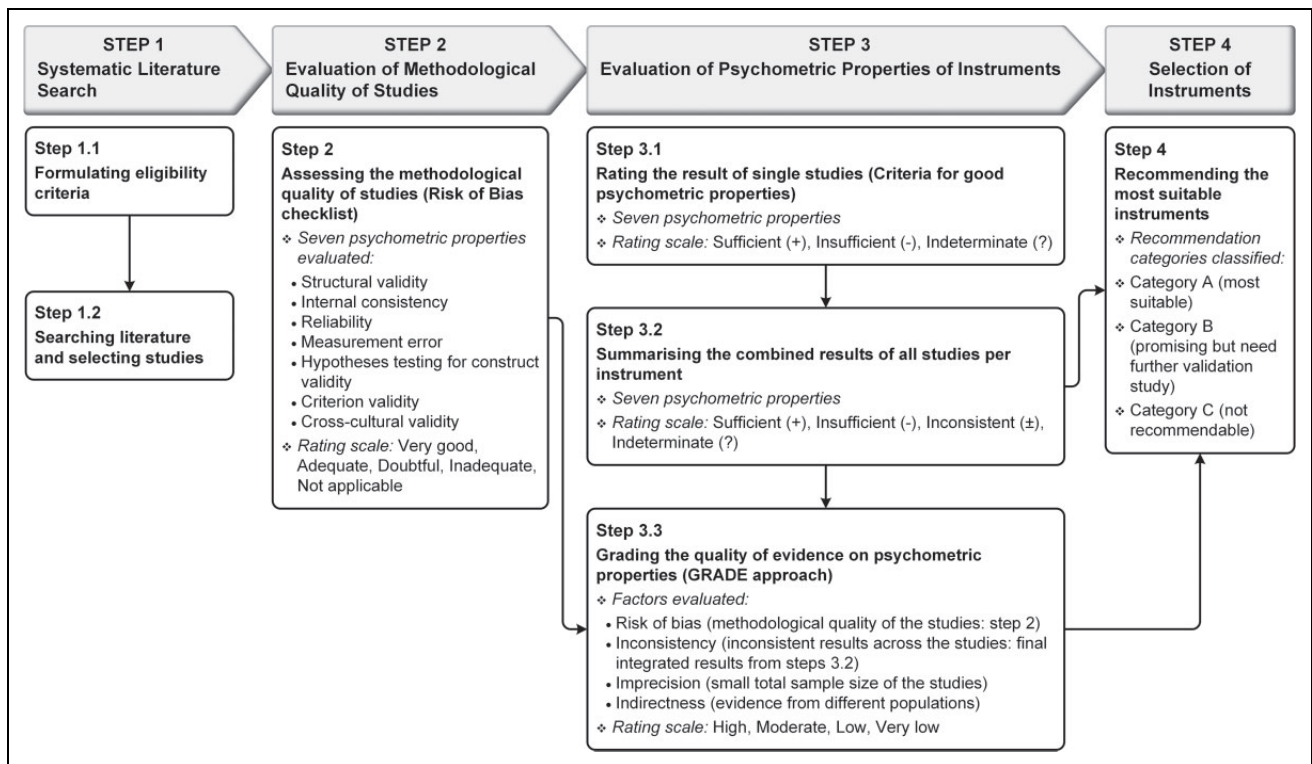 STEP 1
Systematic Literature
Search
STEP 2
Evaluation of Methodological
Quality of Studies
STEP 3
Evaluation of Psychometric Properties of Instruments
STEP 4
Selection of
Instruments
Step 1.1
Formulating eligibility
criteria
Step 1.2
Searching literature
and selecting studies
Step 2
Assessing the methodological
quality of studies (Risk of Bias
checklist)
❖ Seven psychometric properties
evaluated:
• Structural validity
• Internal consistency
• Reliability
• Measurement error
• Hypotheses testing for construct
validity
• Criterion validity
• Cross-cultural validity
❖ Rating scale: Very good,
Adequate, Doubtful, Inadequate,
Not applicable
Step 3.1
Rating the result of single studies (Criteria for good
psychometric properties)
❖ Seven psychometric properties
❖ Rating scale: Sufficient (+), Insufficient (-), Indeterminate (?)
Step 3.2
Summarising the combined results of all studies per
instrument
❖ Seven psychometric properties
❖ Rating scale: Sufficient (+), Insufficient (-), Inconsistent (±),
Indeterminate (?)
Step 3.3
Grading the quality of evidence on psychometric
properties (GRADE approach)
❖ Factors evaluated:
• Risk of bias (methodological quality of the studies: step 2)
• Inconsistency (inconsistent results across the studies: final
integrated results from steps 3.2)
• Imprecision (small total sample size of the studies)
• Indirectness (evidence from different populations)
❖ Rating scale: High, Moderate, Low, Very low
Step 4
Recommending the
most suitable
instruments
❖ Recommendation
categories classified:
❖ Category A (most
suitable)
❖ Category B
(promising but need
further validation
study)
❖ Category C (not
recommendable)